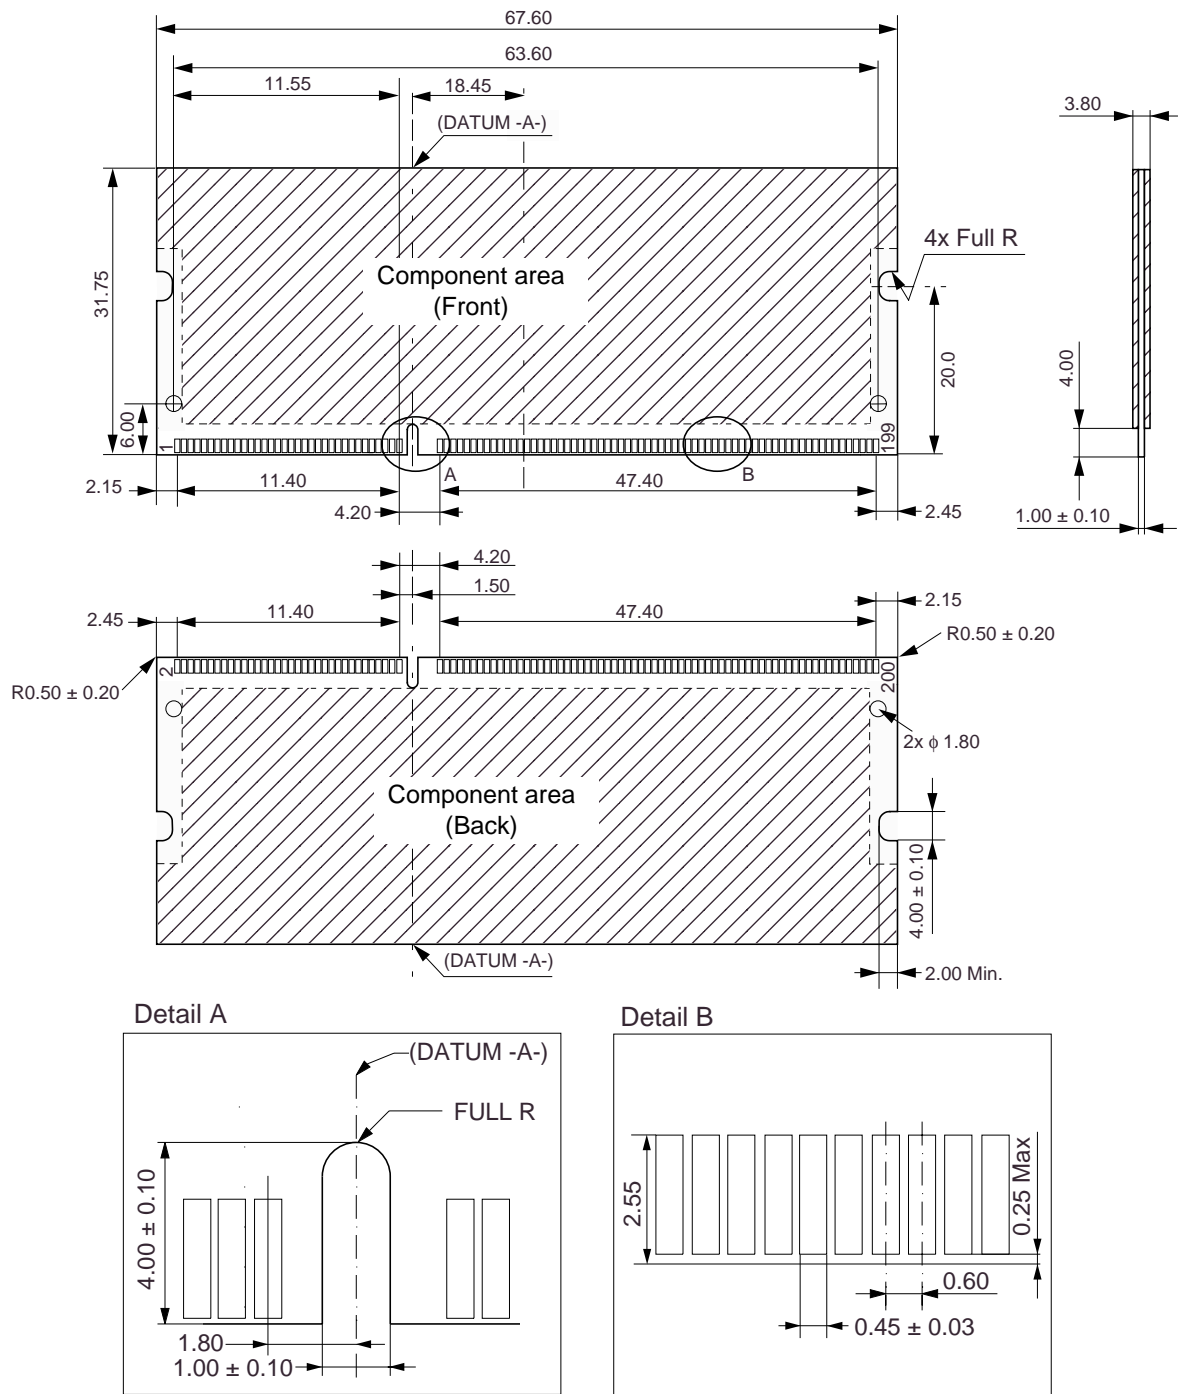 67.60
63.60
11.55
18.45
(DATUM -A-)
3.80
4x Full R
Component area
(Front)
31.75
20.0
4.00
6.00
1
199
A
B
2.15
11.40
47.40
2.45
4.20
1.00 ± 0.10
4.20
1.50
2.45
11.40
47.40
2.15
R0.50 ± 0.20
R0.50 ± 0.20
2
200
2x ϕ 1.80
Component area
(Back)
4.00 ± 0.10
(DATUM -A-)
2.00 Min.
Detail A
(DATUM -A-)
FULL R
4.00 ± 0.10
1.80
1.00 ± 0.10
Detail B
2.55
0.25 Max
0.60
0.45 ± 0.03